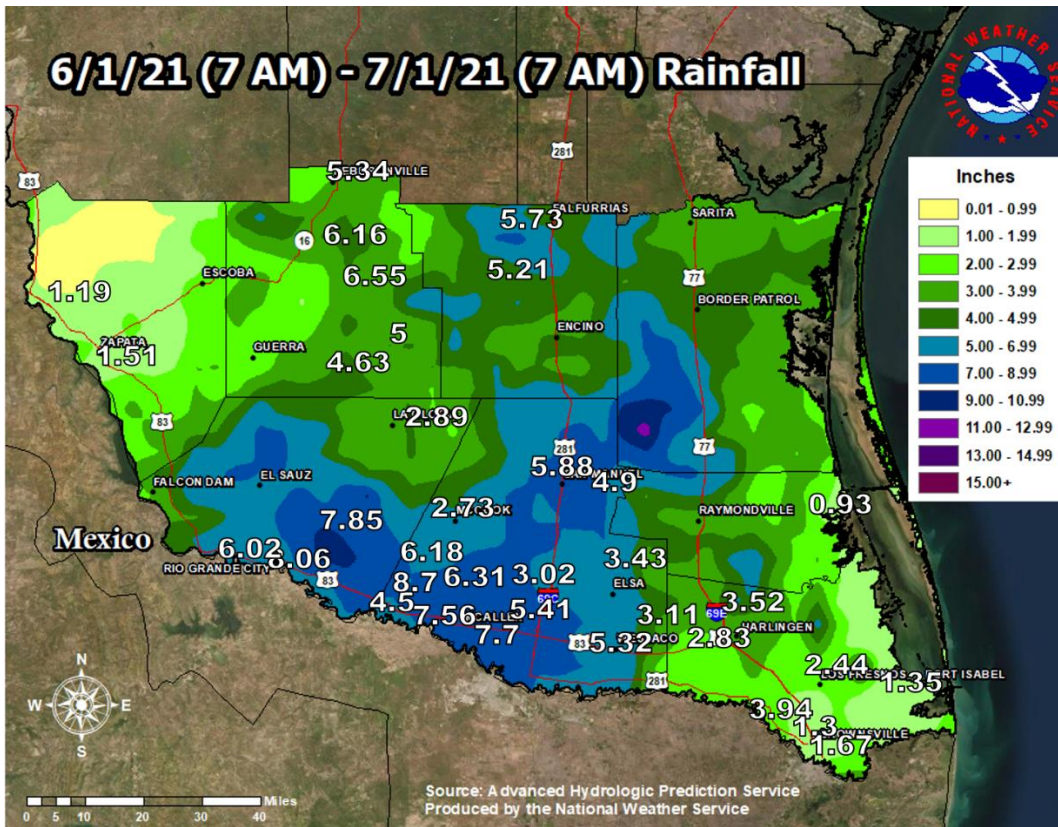 6/1/21 (7 AM) - 7/1/21 (7 AM) Rainfall
NATIONAL WEATHER SERVICE
Inches
0.01 - 0.99
1.00 - 1.99
2.00 - 2.99
3.00 - 3.99
4.00 - 4.99
5.00 - 6.99
7.00 - 8.99
9.00 - 10.99
11.00 - 12.99
13.00 - 14.99
15.00+
281
83
5.34
5.73
FALFURRIAS
SARITA
6.16
16
5.21
6.55
ESCOBA
77
1.19
BORDER PATROL
5
ENCINO
ZAPATA
1.51
GUERRA
4.63
2.89
83
281
77
5.88
4.9
EL SAUZ
FALCON DAM
0.93
2.73
7.85
RAYMONDVILLE
Mexico
6.02
8.06
RIO GRANDE CITY
6.18
3.43
83
8.7
6.31
3.02
ELSA
69C
4.5
7.56
5.41
3.11
69E
3.52
HARLINGEN
7.7
83
5.32
2.83
2.44
LOS FRESNOS
PORT ISABEL
1.35
281
3.94
1.3
BROWNSVILLE
1.67
N
W E
S
Miles
0 5 10 20 30 40
Source: Advanced Hydrologic Prediction Service
Produced by the National Weather Service